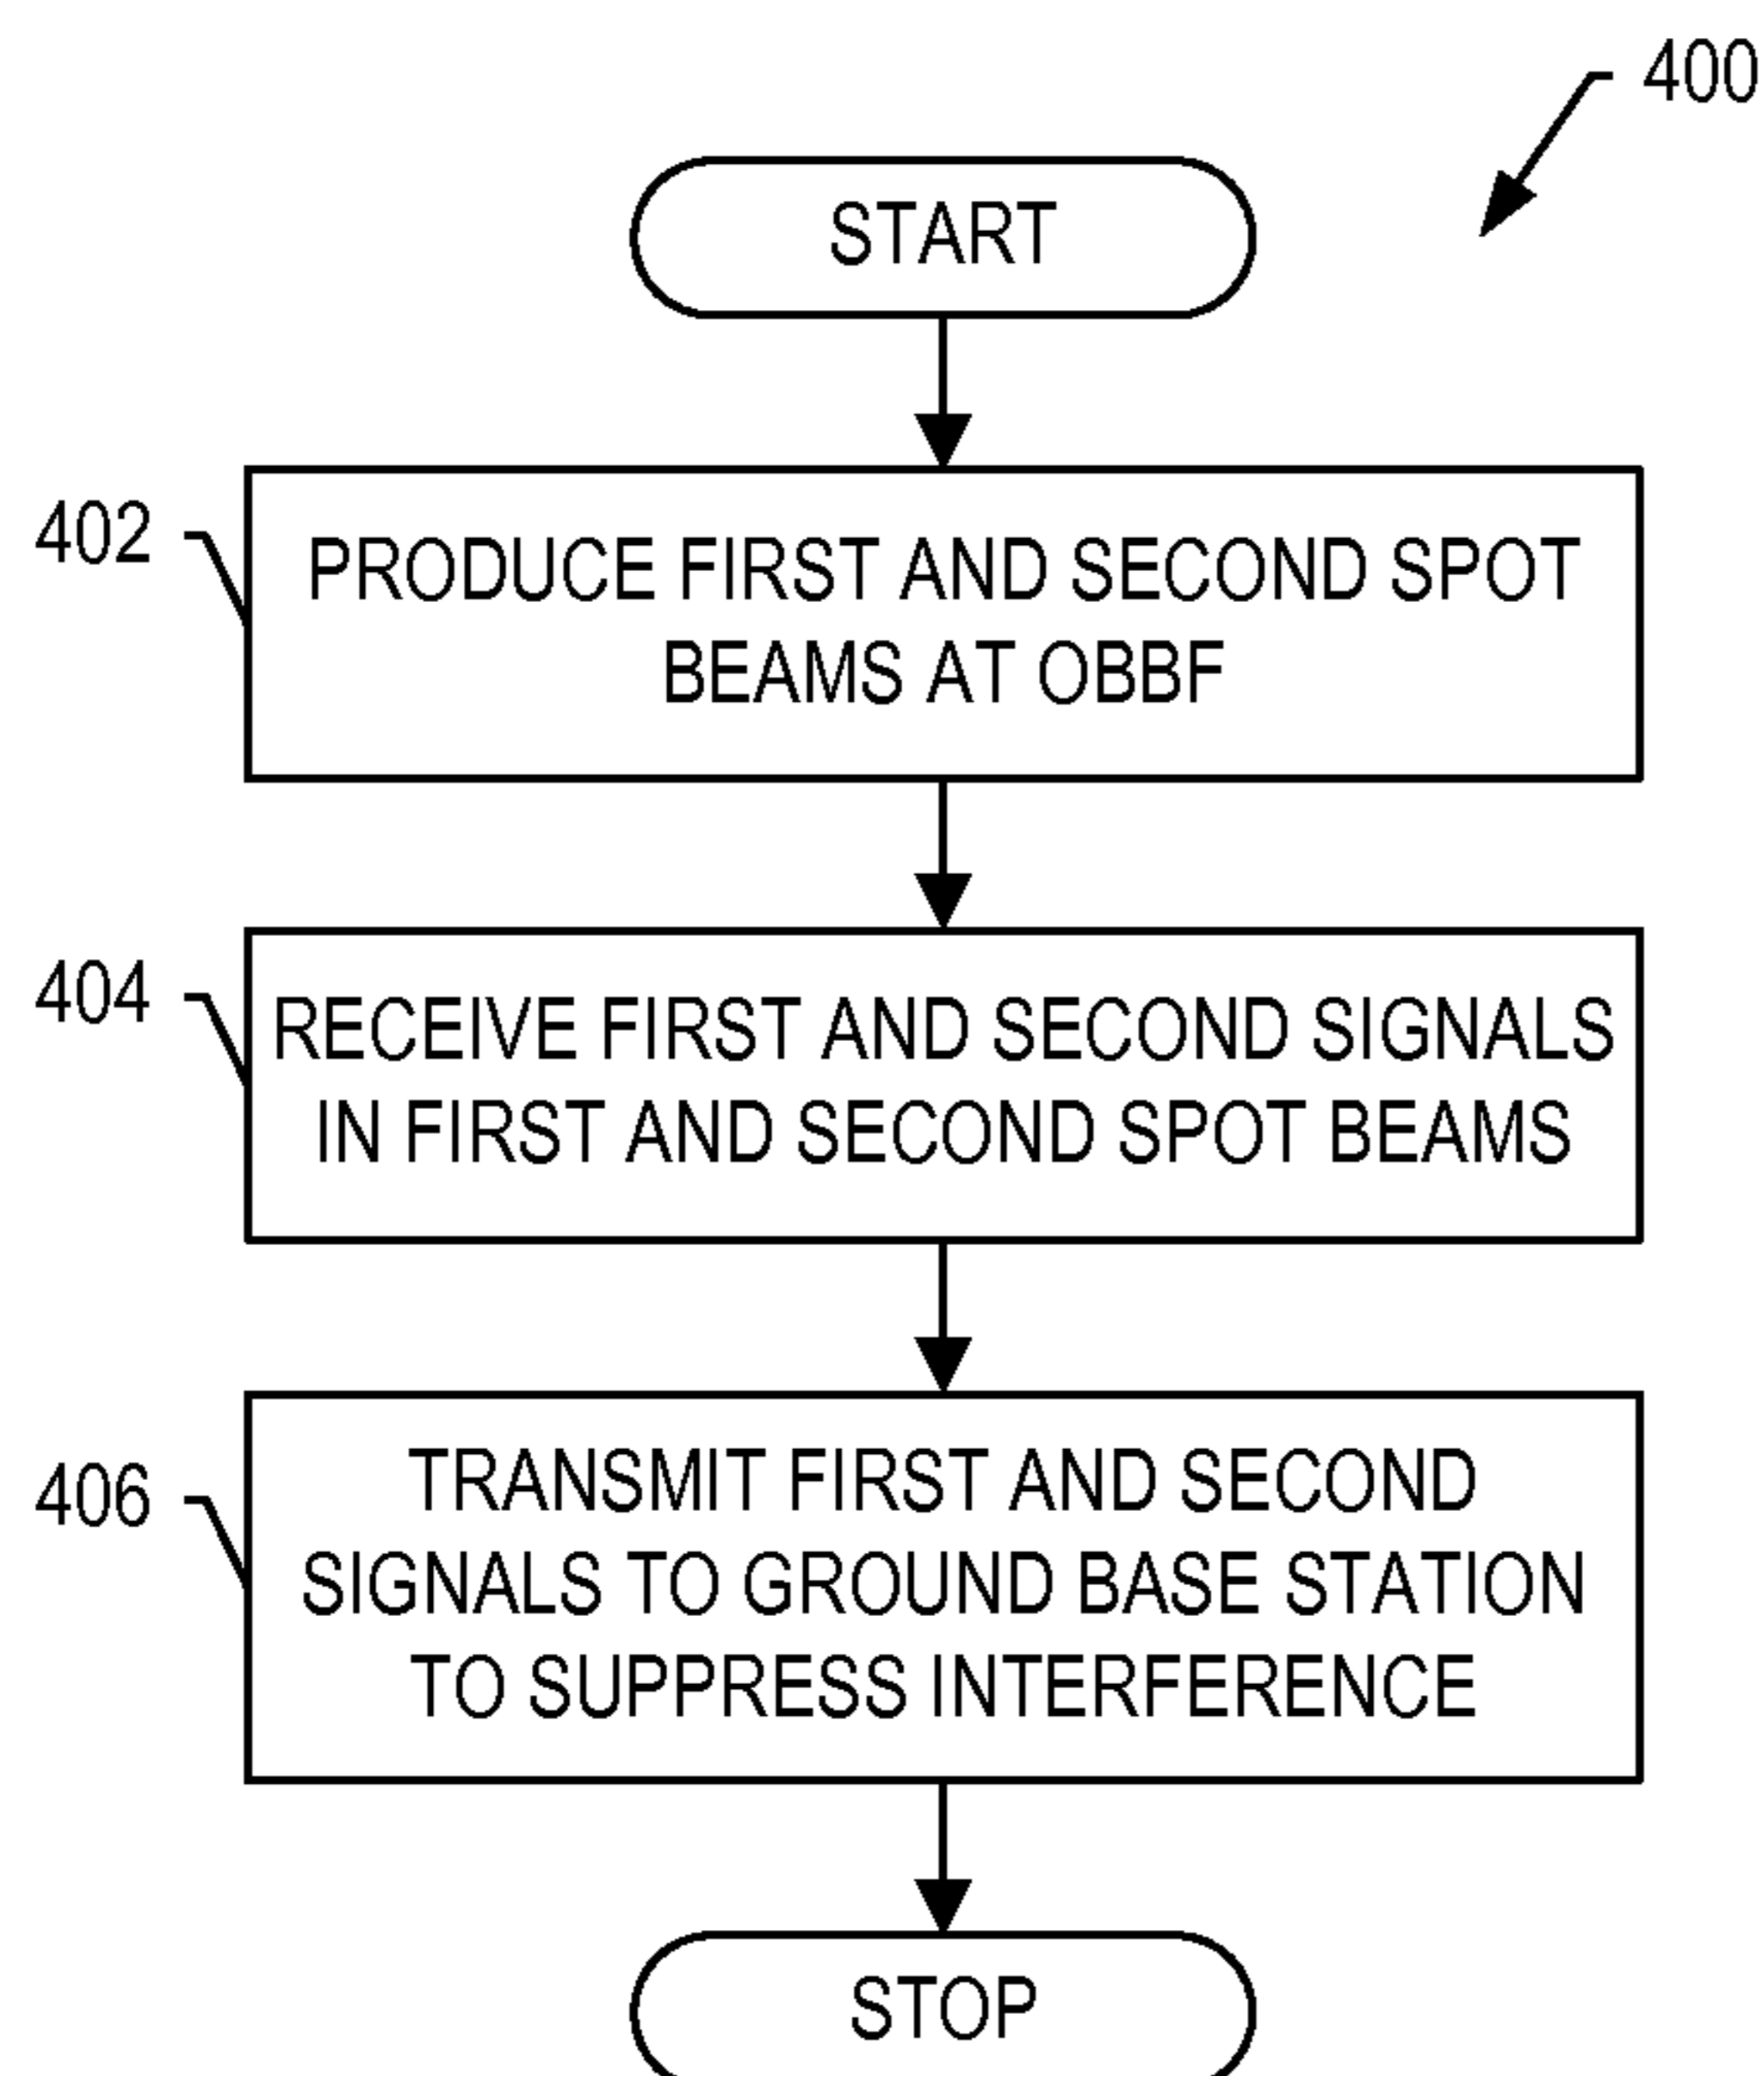 400
START
402
PRODUCE FIRST AND SECOND SPOT
BEAMS AT OBBF
404
RECEIVE FIRST AND SECOND SIGNALS
IN FIRST AND SECOND SPOT BEAMS
406
TRANSMIT FIRST AND SECOND
SIGNALS TO GROUND BASE STATION
TO SUPPRESS INTERFERENCE
STOP